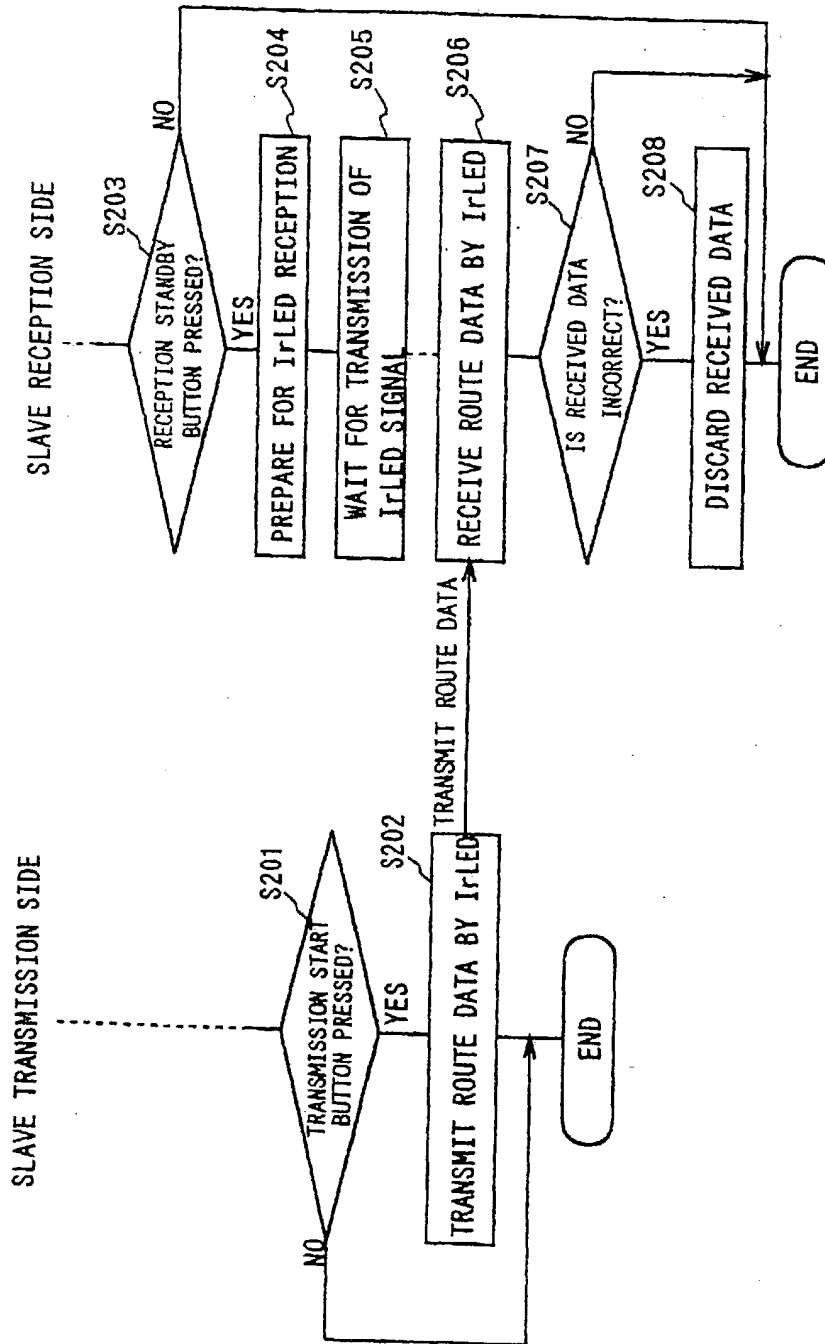 SLAVE TRANSMISSION SIDE
S201
TRANSMISSION START
BUTTON PRESSED?
NO
YES
S202
TRANSMIT ROUTE DATA BY IrLED
END
TRANSMIT ROUTE DATA
SLAVE RECEPTION SIDE
S203
RECEPTION STANDBY
BUTTON PRESSED?
NO
YES
S204
PREPARE FOR IrLED RECEPTION
S205
WAIT FOR TRANSMISSION OF
IrLED SIGNAL
S206
RECEIVE ROUTE DATA BY IrLED
S207
IS RECEIVED DATA
INCORRECT?
NO
YES
S208
DISCARD RECEIVED DATA
END